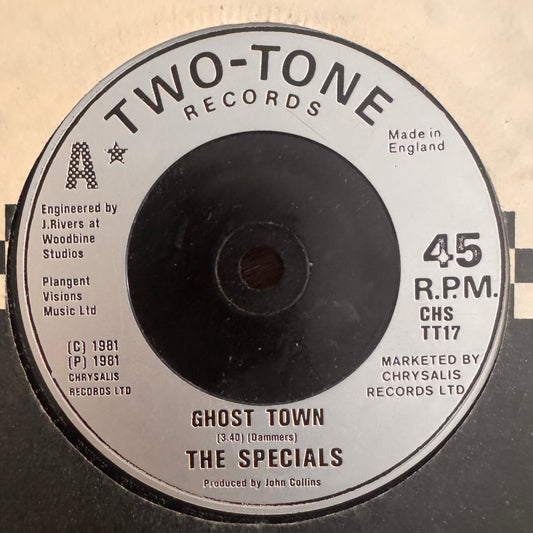 TWO-TONE
RECORDS
A*
Made in
England
Engineered by
J.Rivers at
Woodbine
Studios
Plangent
Visions
Music Ltd
(C) 1981
(P) 1981
CHRYSALIS
RECORDS LTD
45
R.P.M.
CHS
TT17
MARKETED BY
CHRYSALIS
RECORDS LTD
GHOST TOWN
(3.40) (Dammers)
THE SPECIALS
Produced by John Collins